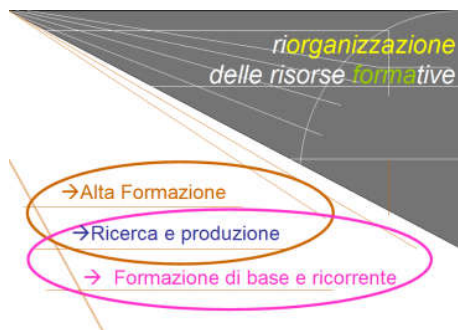 riorganizzazione
delle risorse formative
→Alta Formazione
→Ricerca e produzione
→ Formazione di base e ricorrente